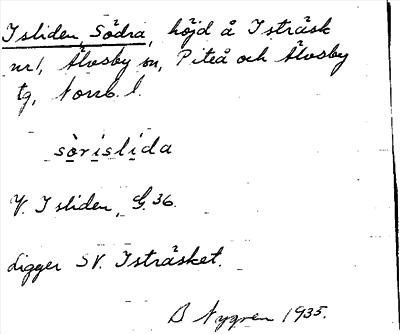 Isliden, Södra, höjd å Isträsk
nr 1, Älvsby sn, Piteå och Älvsby
tg, Norrb. l.
sörislida
V. Isliden, G. 36.
Ligger SV. Isträsket.
B Nygren 1935.